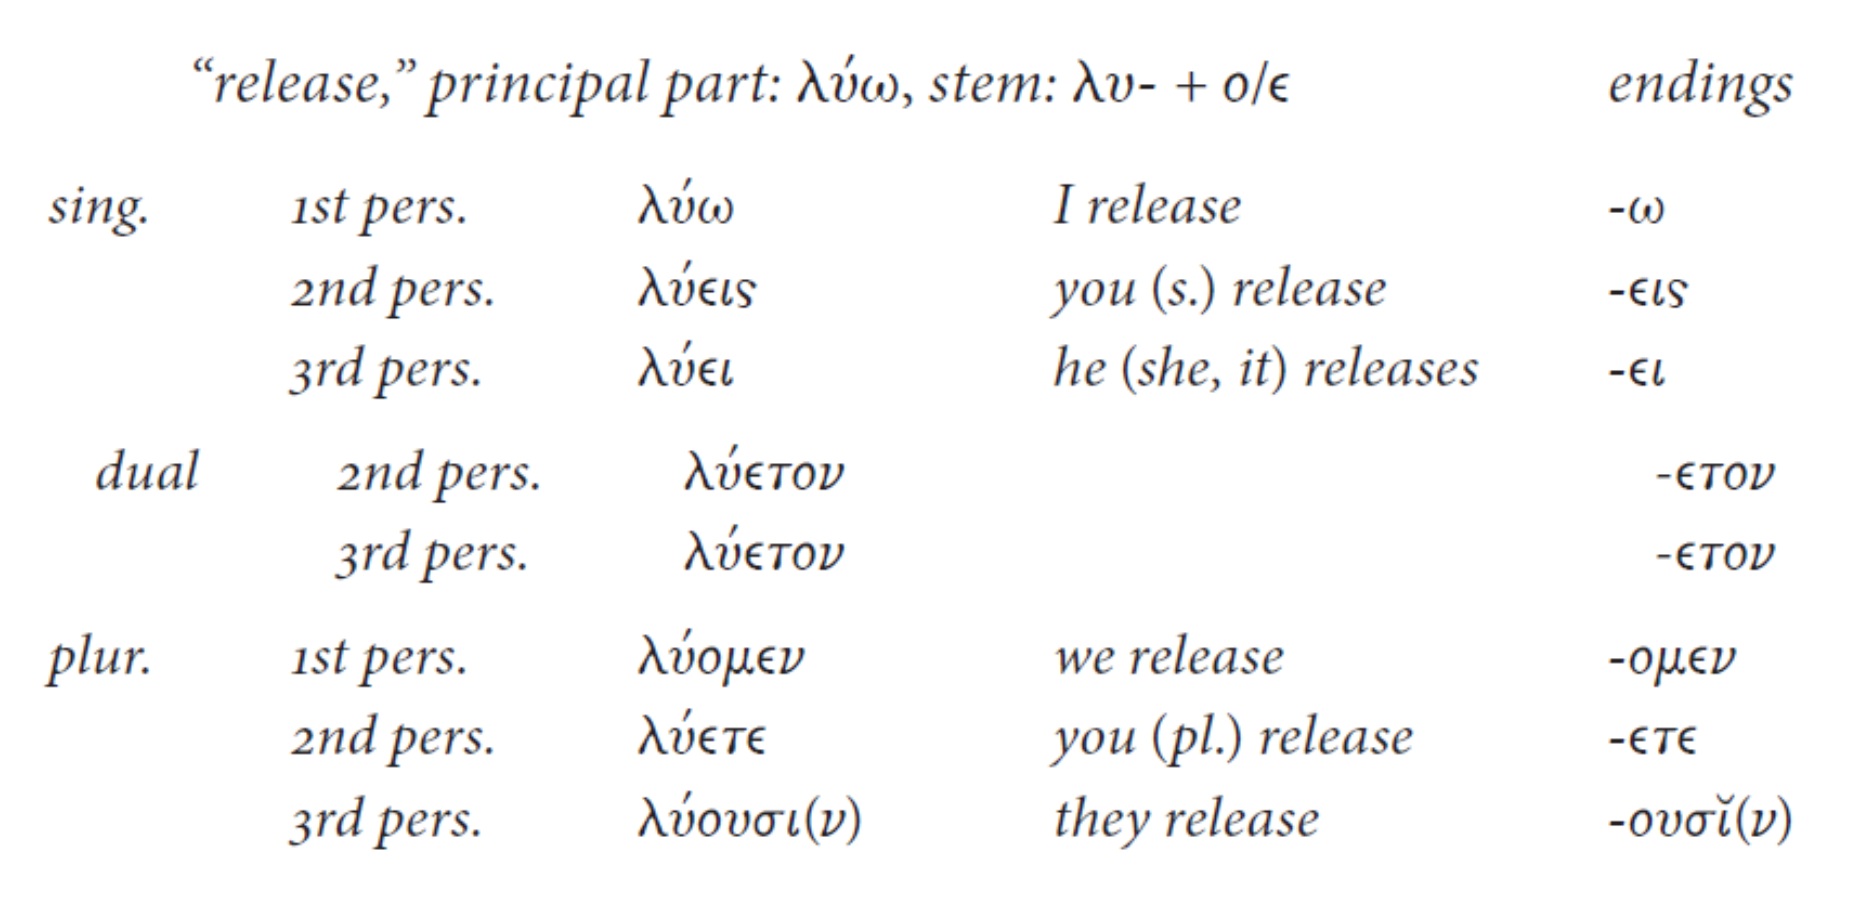 “release,” principal part: λύω, stem: λυ- + ο/ε endings
sing. 1st pers. λύω I release -ω
2nd pers. λύεις you (s.) release -εις
3rd pers. λύει he (she, it) releases -ει
dual 2nd pers. λύετον -ετον
3rd pers. λύετον -ετον
plur. 1st pers. λύομεν we release -ομεν
2nd pers. λύετε you (pl.) release -ετε
3rd pers. λύουσι(ν) they release -ουσῐ(ν)